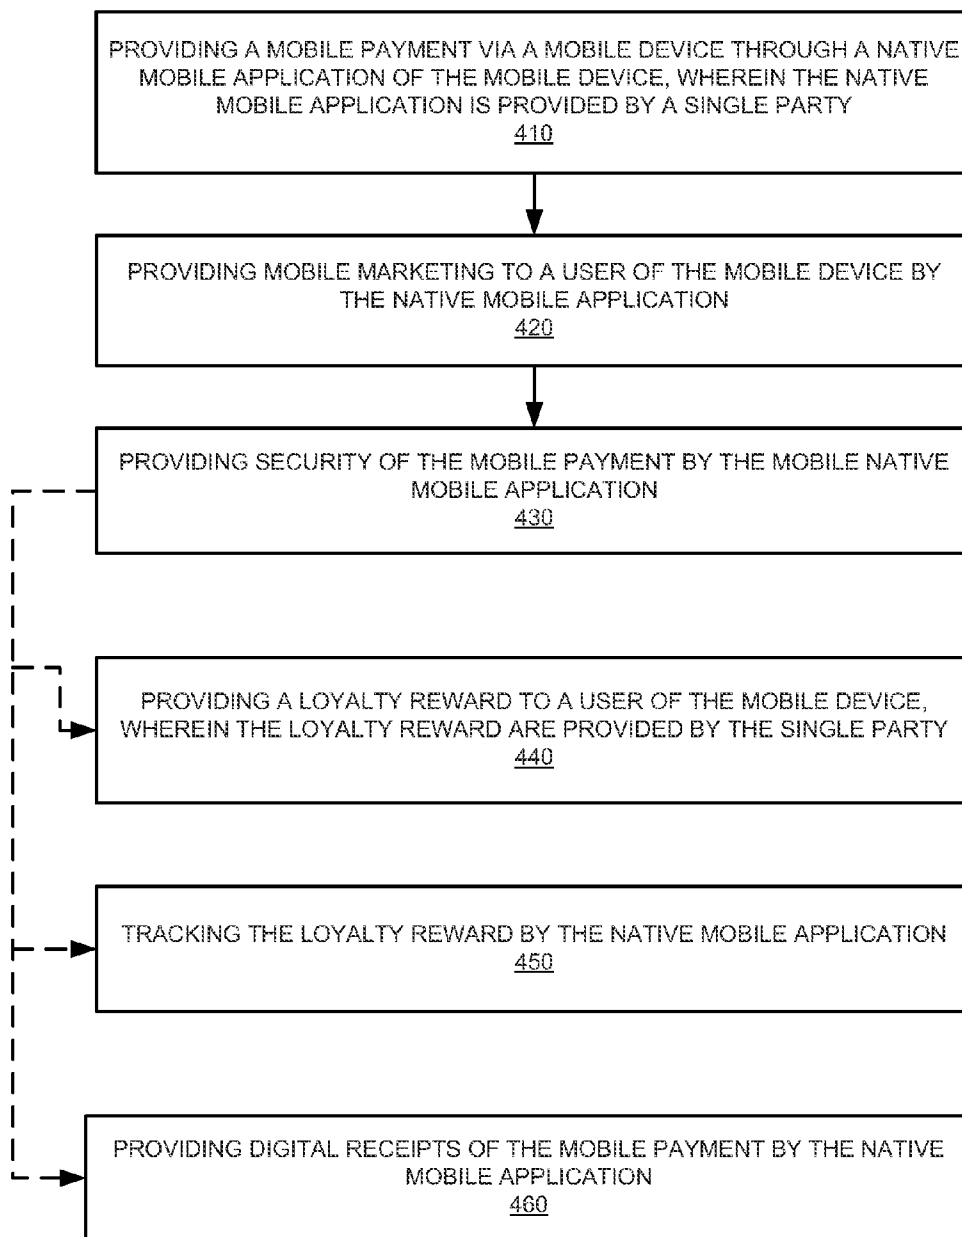 PROVIDING A MOBILE PAYMENT VIA A MOBILE DEVICE THROUGH A NATIVE
MOBILE APPLICATION OF THE MOBILE DEVICE, WHEREIN THE NATIVE
MOBILE APPLICATION IS PROVIDED BY A SINGLE PARTY
410
PROVIDING MOBILE MARKETING TO A USER OF THE MOBILE DEVICE BY
THE NATIVE MOBILE APPLICATION
420
PROVIDING SECURITY OF THE MOBILE PAYMENT BY THE MOBILE NATIVE
MOBILE APPLICATION
430
PROVIDING A LOYALTY REWARD TO A USER OF THE MOBILE DEVICE,
WHEREIN THE LOYALTY REWARD ARE PROVIDED BY THE SINGLE PARTY
440
TRACKING THE LOYALTY REWARD BY THE NATIVE MOBILE APPLICATION
450
PROVIDING DIGITAL RECEIPTS OF THE MOBILE PAYMENT BY THE NATIVE
MOBILE APPLICATION
460